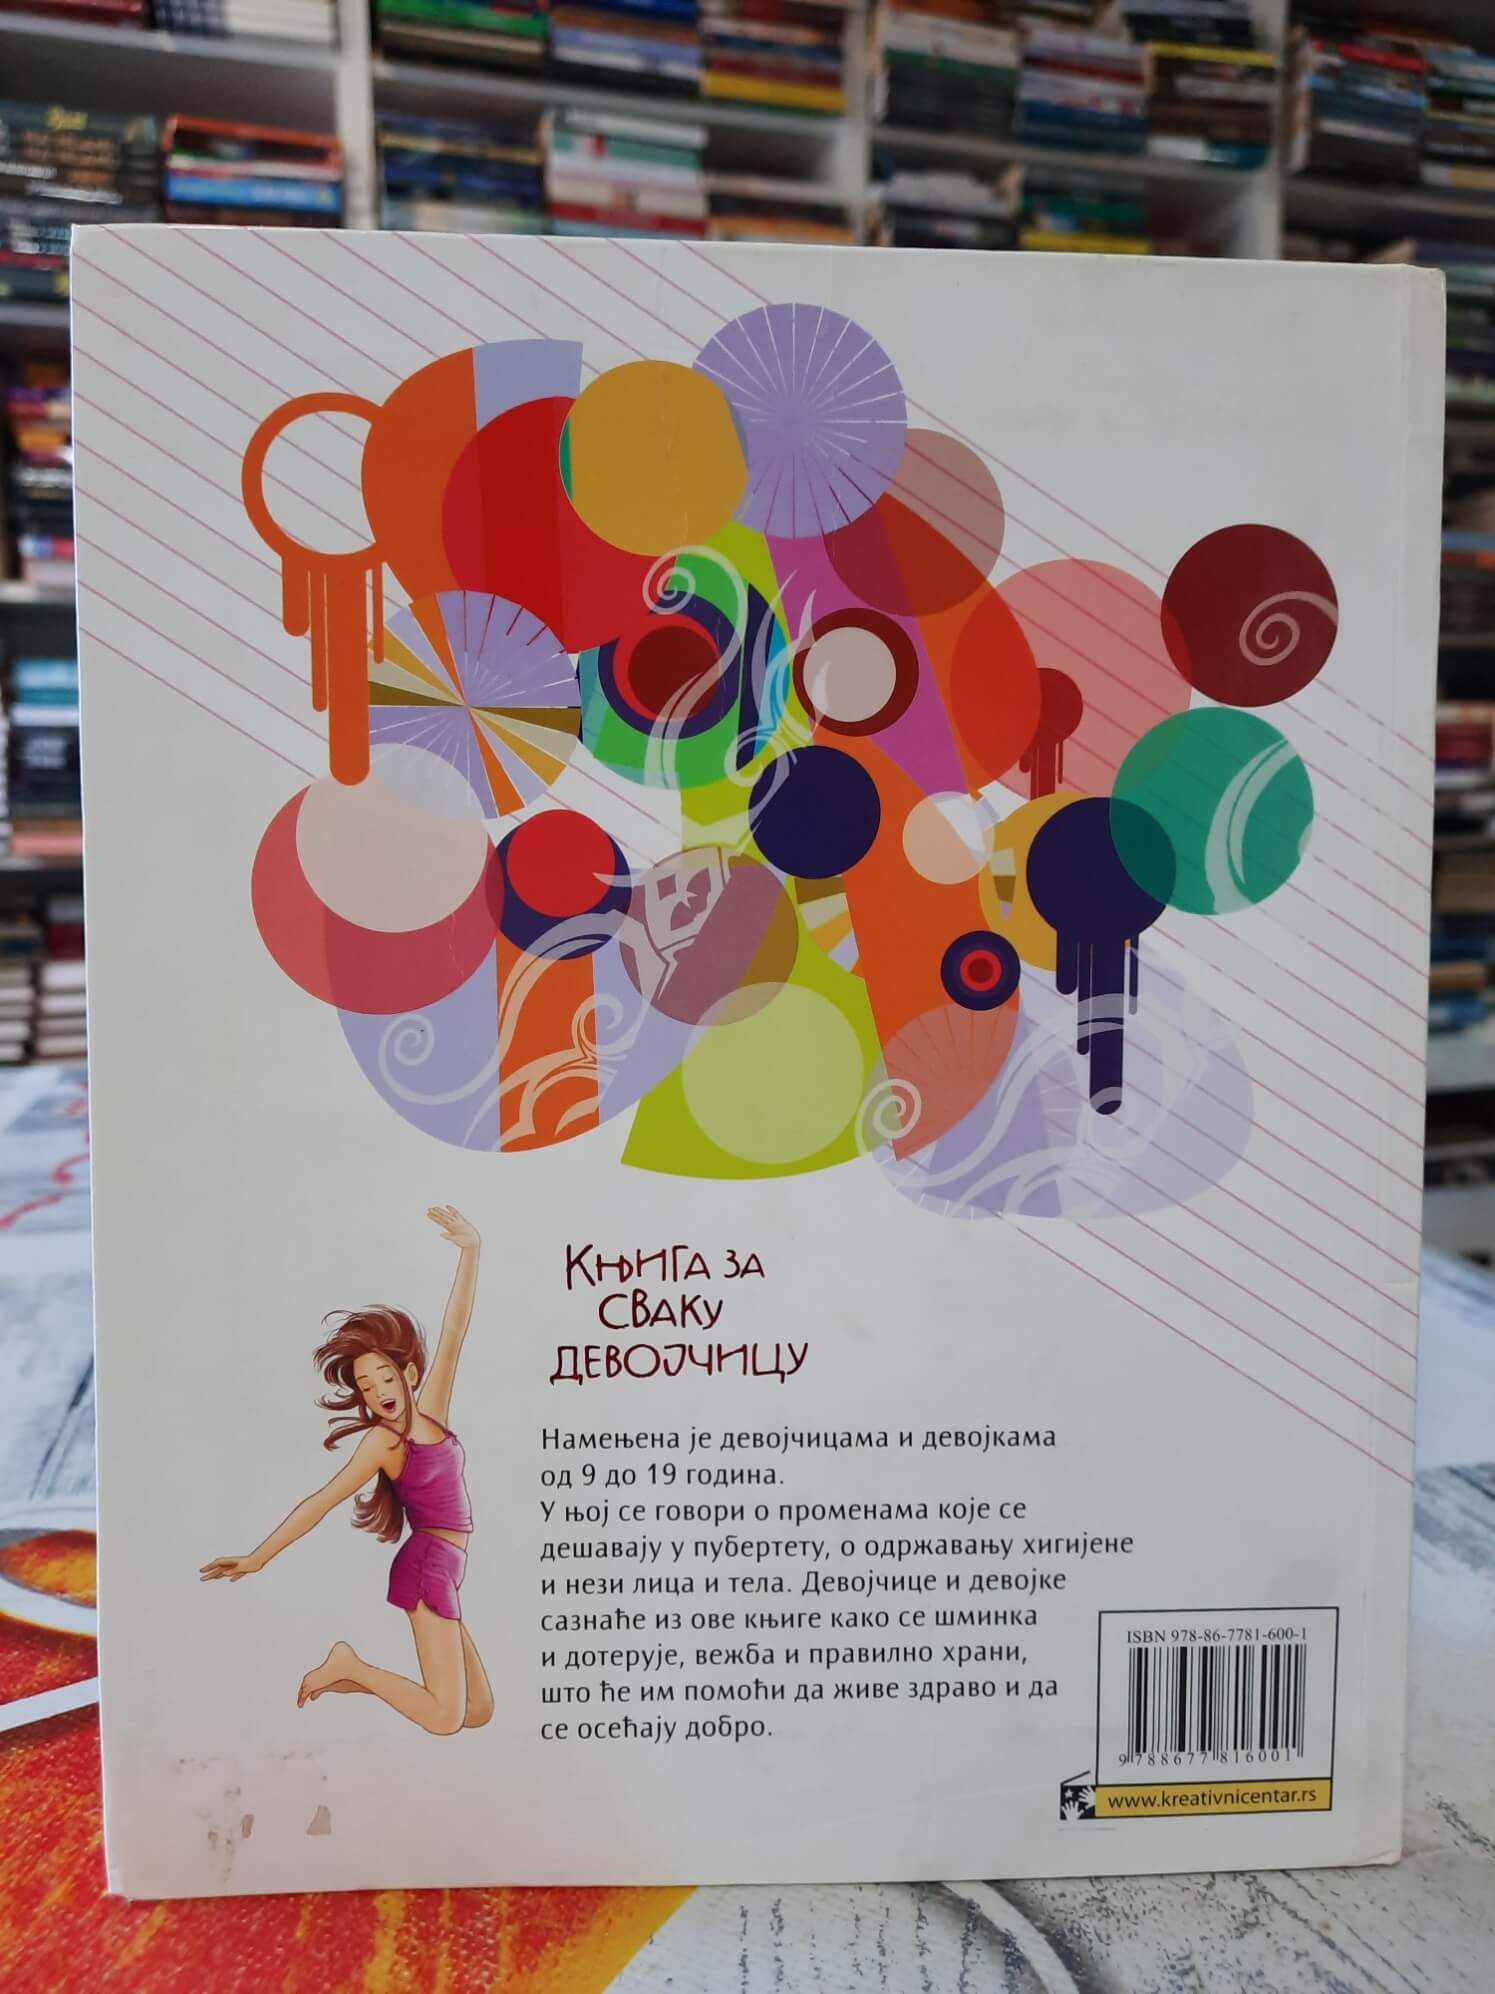 Књига за
сваку
девојчицу
Намењена је девојчицама и девојкама
од 9 до 19 година.
У њој се говори о променама које се
дешавају у пубертету, о одржавању хигијене
и нези лица и тела. Девојчице и девојке
сазнаће из ове књиге како се шминка
и дотерује, вежба и правилно храни,
што ће им помоћи да живе здраво и да
се осећају добро.
ISBN 978-86-7781-600-1
9 788677 816001
www.kreativnicentar.rs